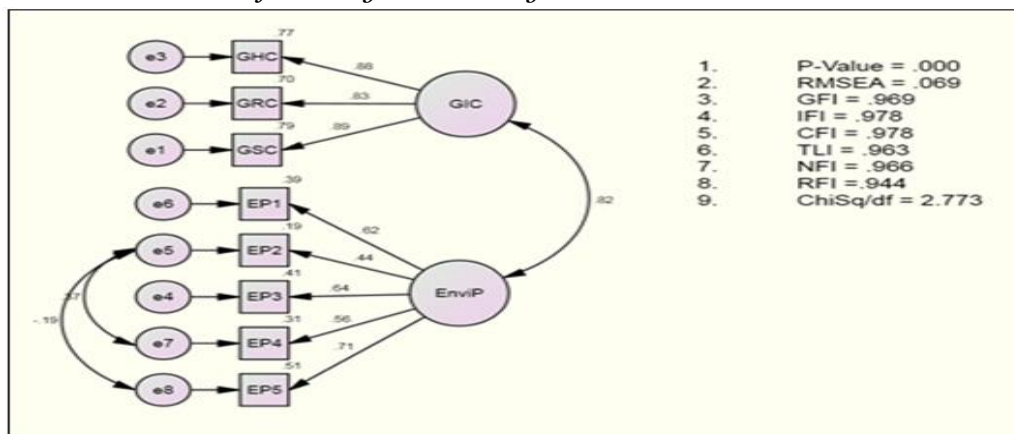 .77
e3 GHC
.88
.70
e2 GRC .83 GIC
.79 .89
e1 GSC
.39
e6 EP1
.82
.19 .62
e5 EP2
.41 .44
e4 EP3 .64 EnviP
.31 .56
-.19
e7 EP4
.71
.51
e8 EP5
1. P-Value = .000
2. RMSEA = .069
3. GFI = .969
4. IFI = .978
5. CFI = .978
6. TLI = .963
7. NFI = .966
8. RFI =.944
9. ChiSq/df = 2.773